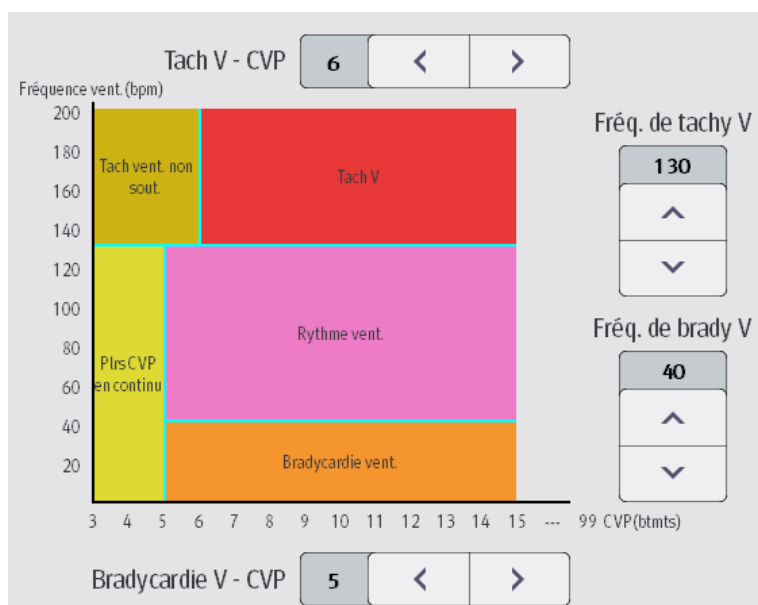 Tach V - CVP 6
Fréquence vent. (bpm)
200
180
160
140
120
100
80
60
40
20
Tach vent. non
sout.
Tach V
Plrs CVP
en continu
Rythme vent.
Bradycardie vent.
3 4 5 6 7 8 9 10 11 12 13 14 15 --- 99 CVP(btmts)
Fréq. de tachy V
130
Fréq. de brady V
40
Bradycardie V - CVP 5